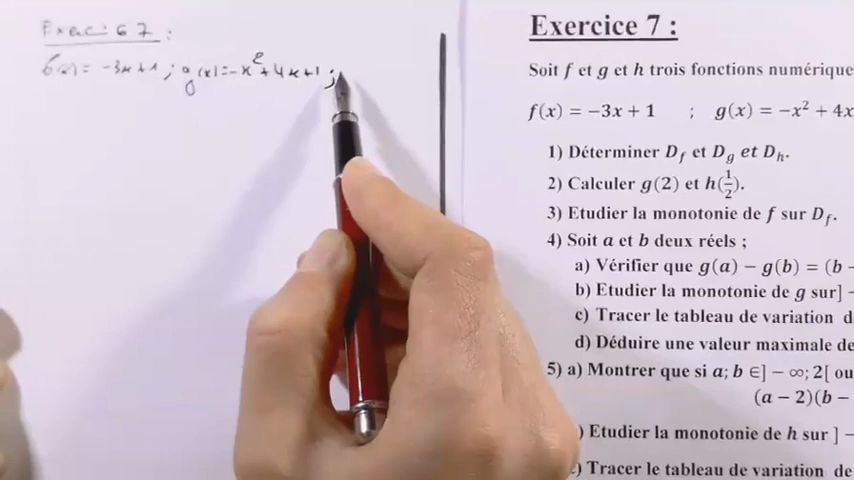 Exercice 7 :
f(x) = -3x+1 ; g(x) = -x²+4x+1 ;
Exercice 7 :
Soit f et g et h trois fonctions numérique
f(x) = −3x + 1 ; g(x) = −x² + 4x
1) Déterminer D_f et D_g et D_h.
2) Calculer g(2) et h(1/2).
3) Etudier la monotonie de f sur D_f.
4) Soit a et b deux réels ;
a) Vérifier que g(a) − g(b) = (b −
b) Etudier la monotonie de g sur] −
c) Tracer le tableau de variation d
d) Déduire une valeur maximale de
5) a) Montrer que si a; b ∈] − ∞; 2[ ou
(a − 2)(b −
) Etudier la monotonie de h sur ] −
) Tracer le tableau de variation de